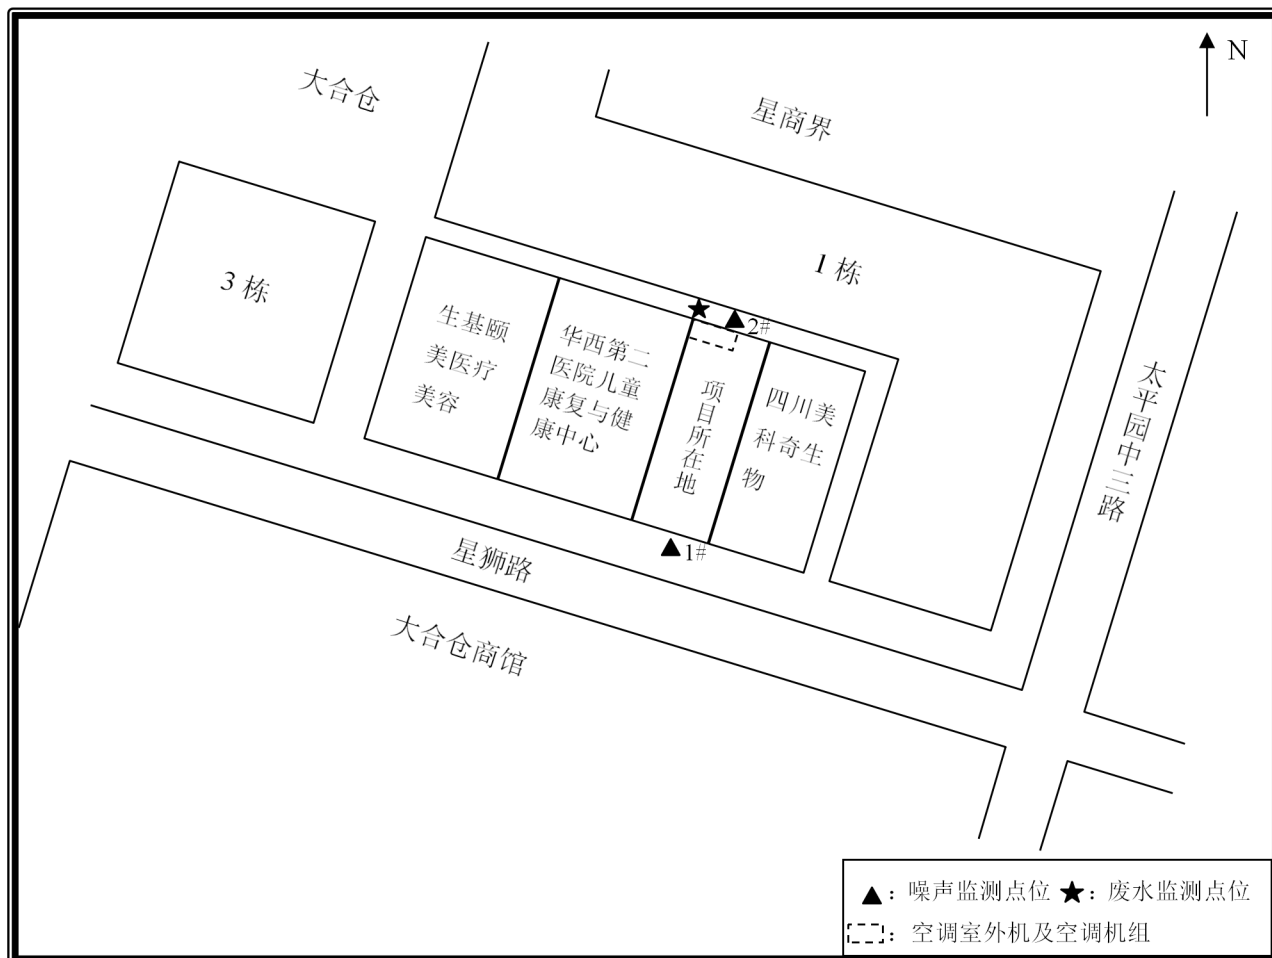 N
大合仓
星商界
1 栋
3 栋
生基颐
美医疗
美容
华西第二
医院儿童
康复与健
康中心
2#
项目所在地
四川美
科奇生
物
太平园中三路
1#
星狮路
大合仓商馆
▲：噪声监测点位 ★：废水监测点位
：空调室外机及空调机组